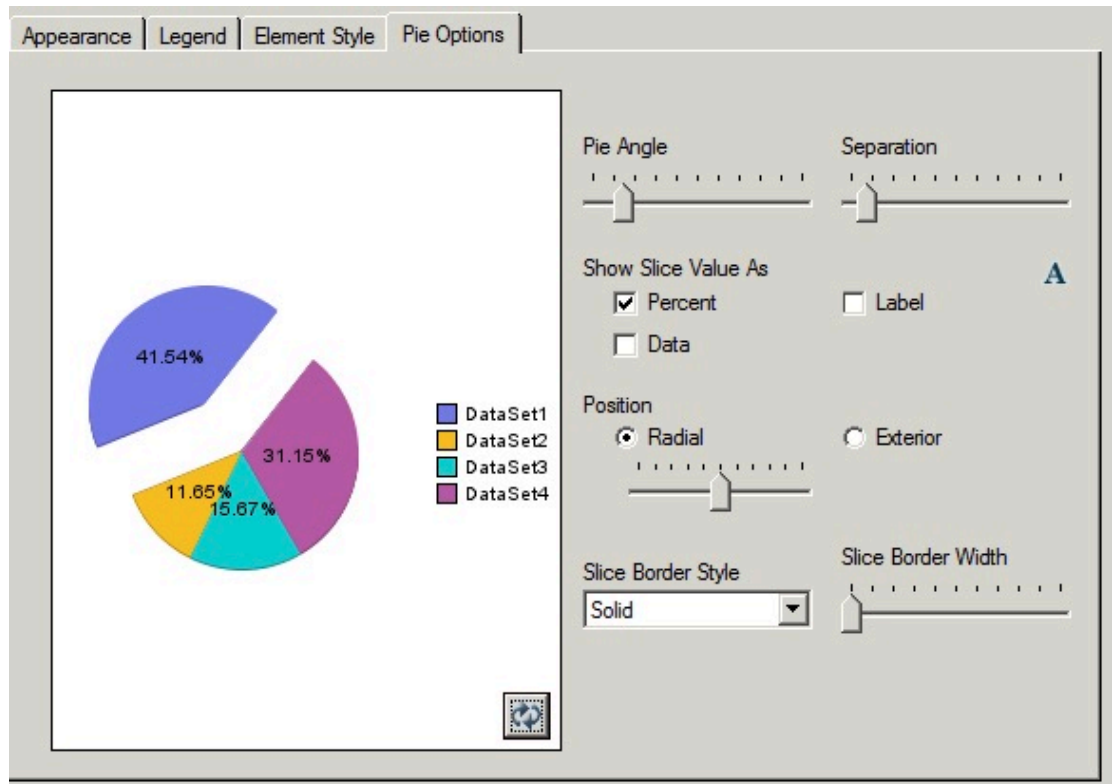 Appearance Legend Element Style Pie Options
Pie Angle Separation
Show Slice Value As A
Percent Label
Data
Position
Radial Exterior
Slice Border Style Slice Border Width
Solid
41.54%
31.15%
11.65%
15.67%
DataSet1
DataSet2
DataSet3
DataSet4